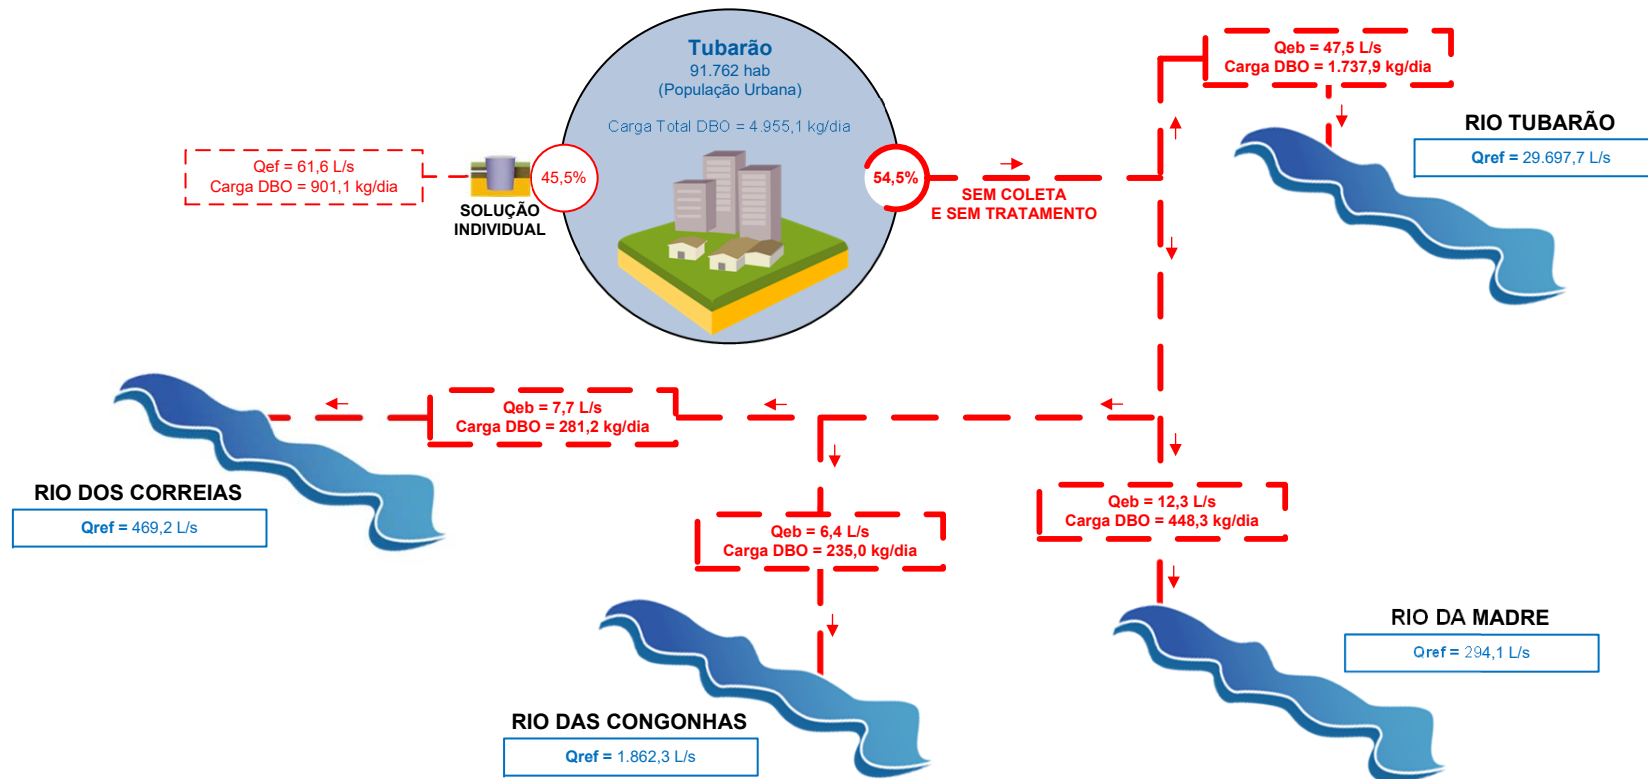 Tubarão
91.762 hab
(População Urbana)
Carga Total DBO = 4.955,1 kg/dia
Qef = 61,6 L/s
Carga DBO = 901,1 kg/dia
SOLUÇÃO
INDIVIDUAL
45,5%
54,5%
SEM COLETA
E SEM TRATAMENTO
Qeb = 47,5 L/s
Carga DBO = 1.737,9 kg/dia
RIO TUBARÃO
Qref = 29.697,7 L/s
Qeb = 7,7 L/s
Carga DBO = 281,2 kg/dia
RIO DOS CORREIAS
Qref = 469,2 L/s
Qeb = 6,4 L/s
Carga DBO = 235,0 kg/dia
RIO DAS CONGONHAS
Qref = 1.862,3 L/s
Qeb = 12,3 L/s
Carga DBO = 448,3 kg/dia
RIO DA MADRE
Qref = 294,1 L/s